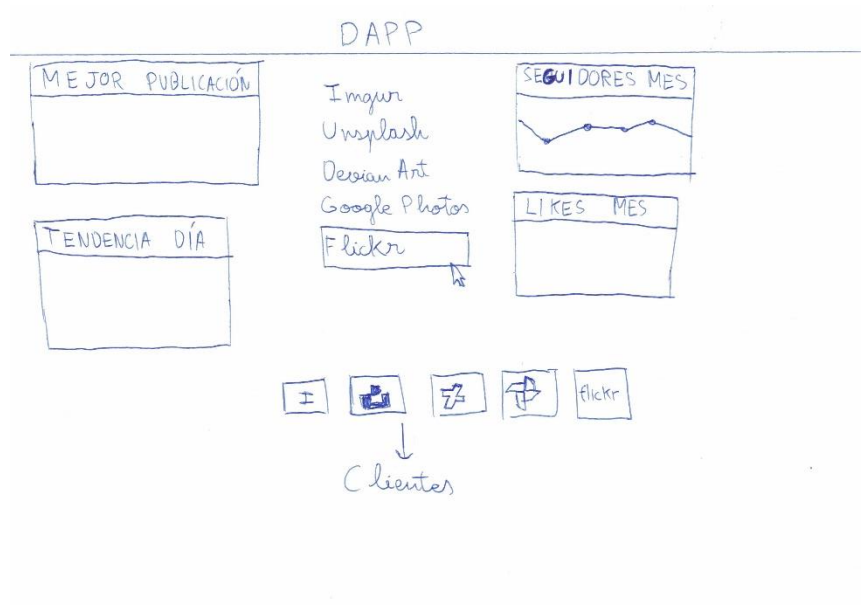 DAPP
MEJOR PUBLICACIÓN
TENDENCIA DÍA
Imgur
Unsplash
Devian Art
Google Photos
Flickr
SEGUIDORES MES
LIKES MES
I
flickr
Clientes